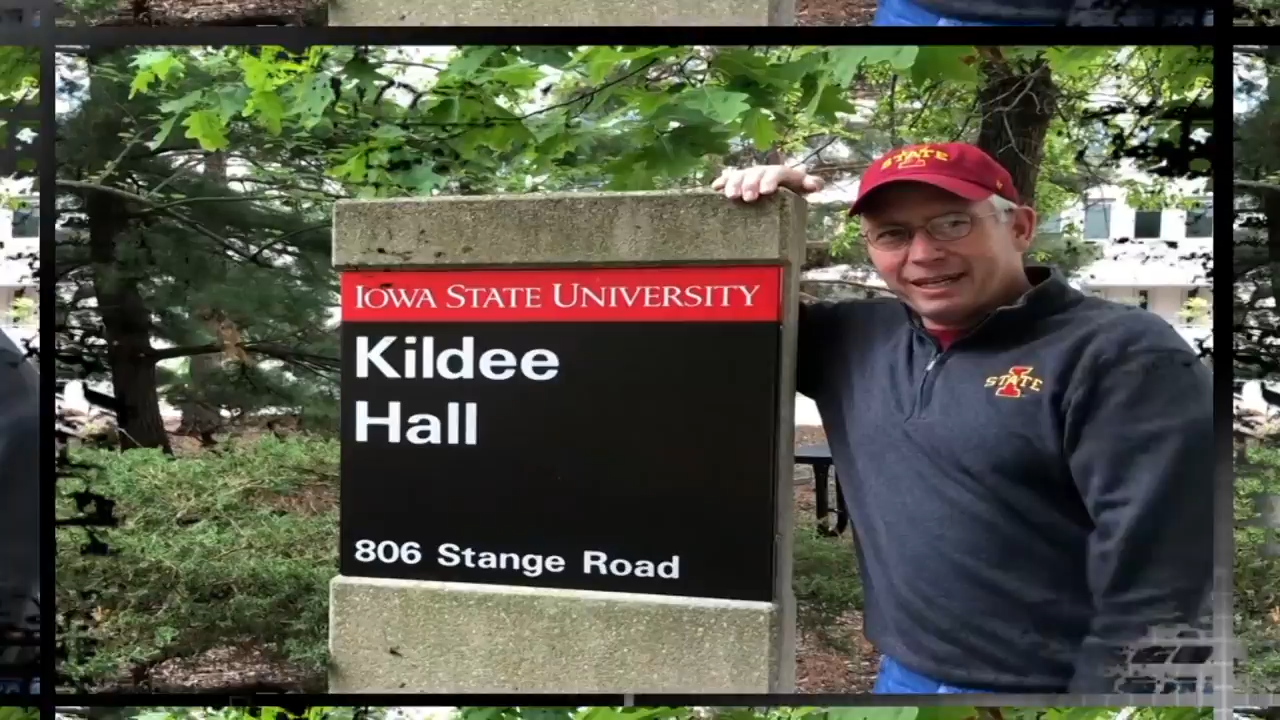 STATE
IOWA STATE UNIVERSITY
Kildee
Hall
STATE
806 Stange Road